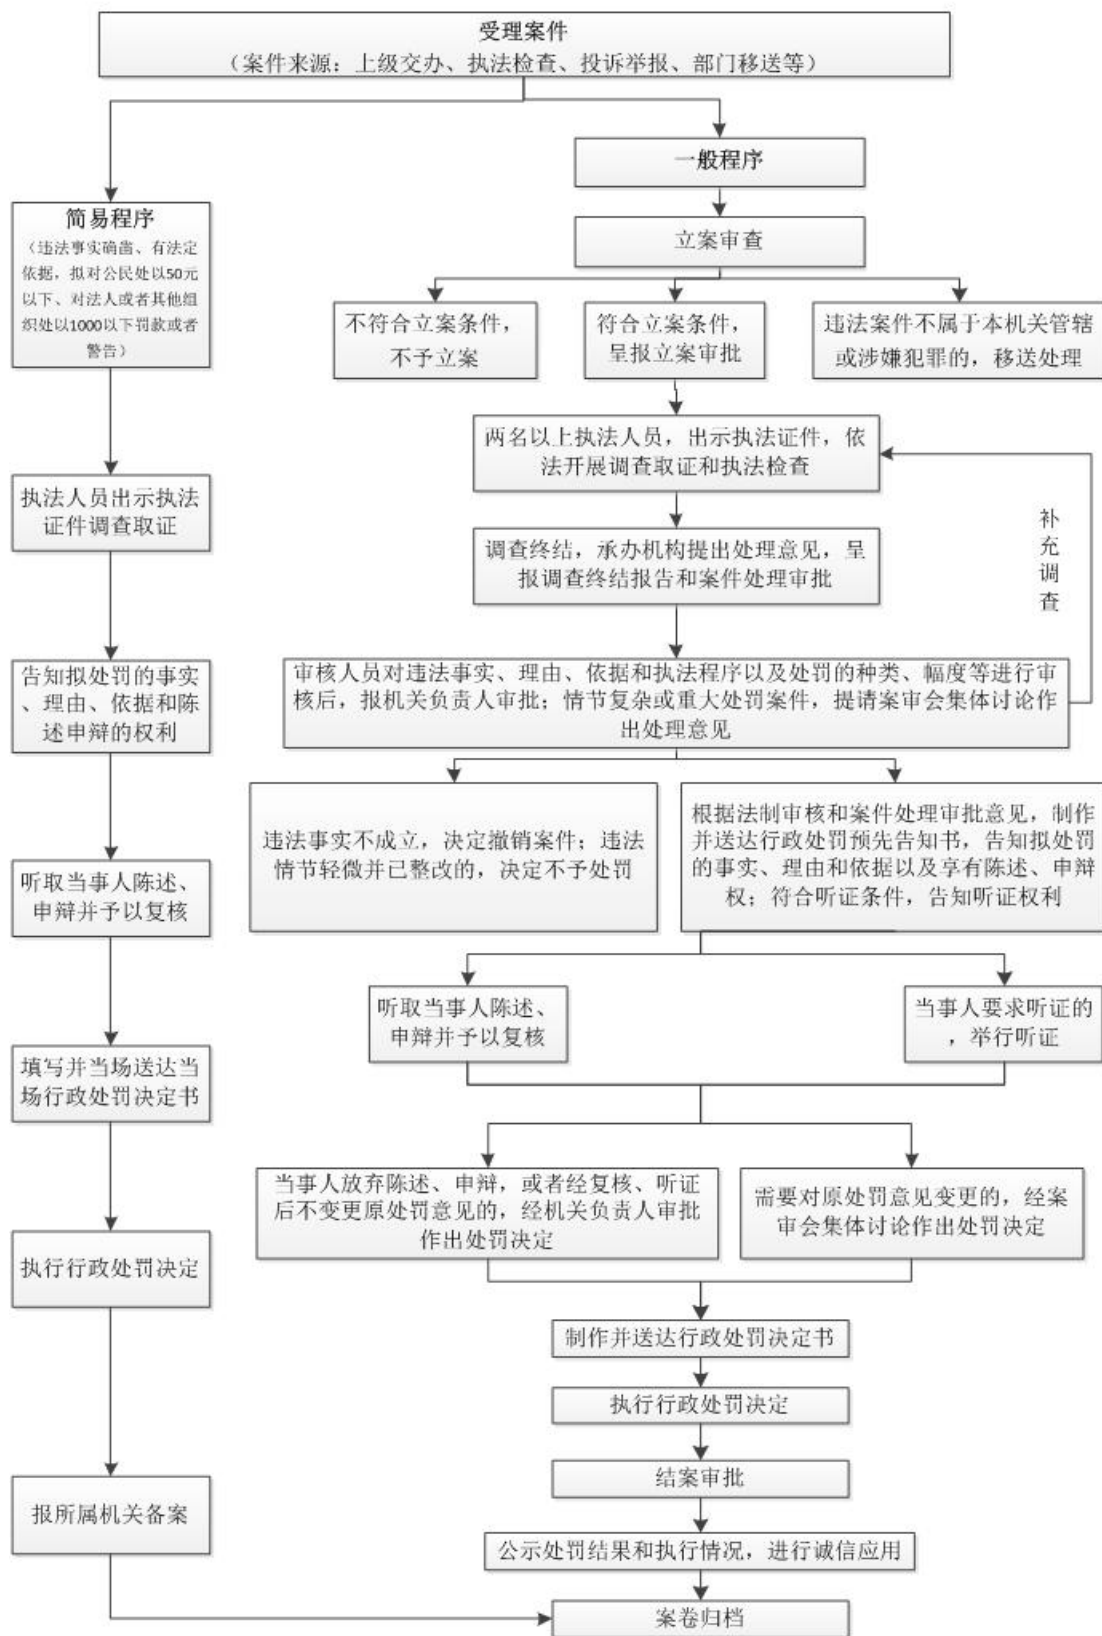 受理案件
（案件来源：上级交办、执法检查、投诉举报、部门移送等）
一般程序
简易程序
（违法事实确凿、有法定
依据，拟对公民处以50元
以下、对法人或者其他组
织处以1000以下罚款或者
警告）
立案审查
不符合立案条件，
不予立案
符合立案条件，
呈报立案审批
违法案件不属于本机关管辖
或涉嫌犯罪的，移送处理
两名以上执法人员，出示执法证件，依
法开展调查取证和执法检查
执法人员出示执法
证件调查取证
补
充
调
查
调查终结，承办机构提出处理意见，呈
报调查终结报告和案件处理审批
告知拟处罚的事实
、理由、依据和陈
述申辩的权利
审核人员对违法事实、理由、依据和执法程序以及处罚的种类、幅度等进行审
核后，报机关负责人审批；情节复杂或重大处罚案件，提请案审会集体讨论作
出处理意见
违法事实不成立，决定撤销案件；违法
情节轻微并已整改的，决定不予处罚
根据法制审核和案件处理审批意见，制作
并送达行政处罚预先告知书，告知拟处罚
的事实、理由和依据以及享有陈述、申辩
权；符合听证条件，告知听证权利
听取当事人陈述、
申辩并予以复核
听取当事人陈述、
申辩并予以复核
当事人要求听证的
，举行听证
填写并当场送达当
场行政处罚决定书
当事人放弃陈述、申辩，或者经复核、听证
后不变更原处罚意见的，经机关负责人审批
作出处罚决定
需要对原处罚意见变更的，经案
审会集体讨论作出处罚决定
执行行政处罚决定
制作并送达行政处罚决定书
执行行政处罚决定
结案审批
报所属机关备案
公示处罚结果和执行情况，进行诚信应用
案卷归档